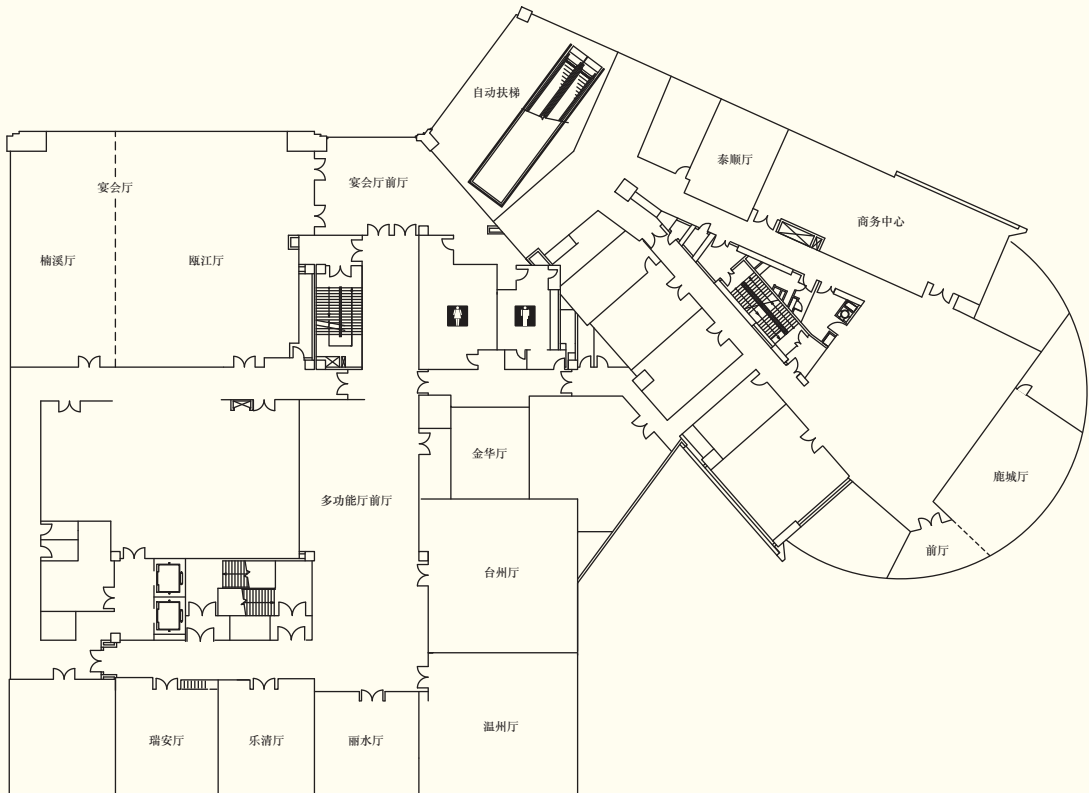 自动扶梯
泰顺厅
宴会厅
宴会厅前厅
商务中心
楠溪厅
瓯江厅
金华厅
鹿城厅
多功能厅前厅
前厅
台州厅
温州厅
瑞安厅
乐清厅
丽水厅